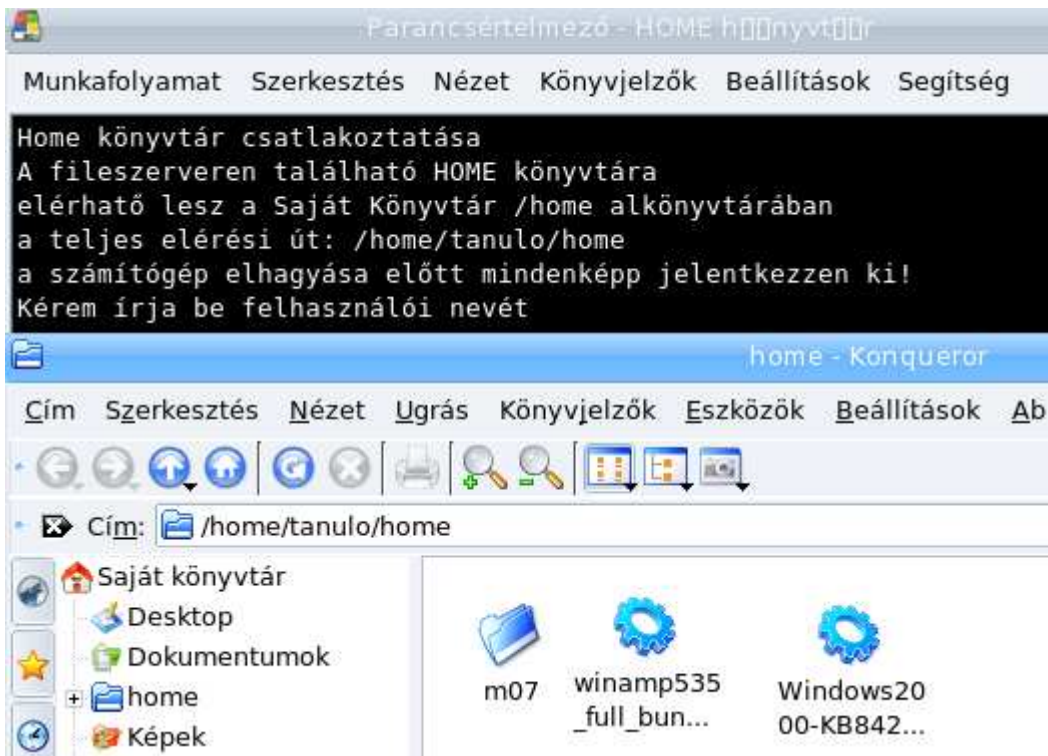 Parancsértelmező - HOME h▯▯nyvt▯▯r
Munkafolyamat Szerkesztés Nézet Könyvjelzők Beállítások Segítség
Home könyvtár csatlakoztatása
A fileszerveren található HOME könyvtára
elérhető lesz a Saját Könyvtár /home alkönyvtárában
a teljes elérési út: /home/tanulo/home
a számítógép elhagyása előtt mindenképp jelentkezzen ki!
Kérem írja be felhasználói nevét
home - Konqueror
Cím Szerkesztés Nézet Ugrás Könyvjelzők Eszközök Beállítások Ab
Cím: /home/tanulo/home
Saját könyvtár
Desktop
Dokumentumok
home
Képek
m07
winamp535
_full_bun...
Windows20
00-KB842...